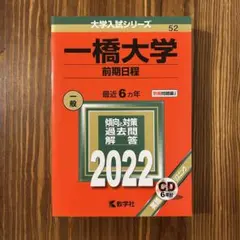 大学入試シリーズ
52
一橋大学
前期日程
最近6カ年
一般
傾向と対策
過去問
解答
2022
CD
教学社